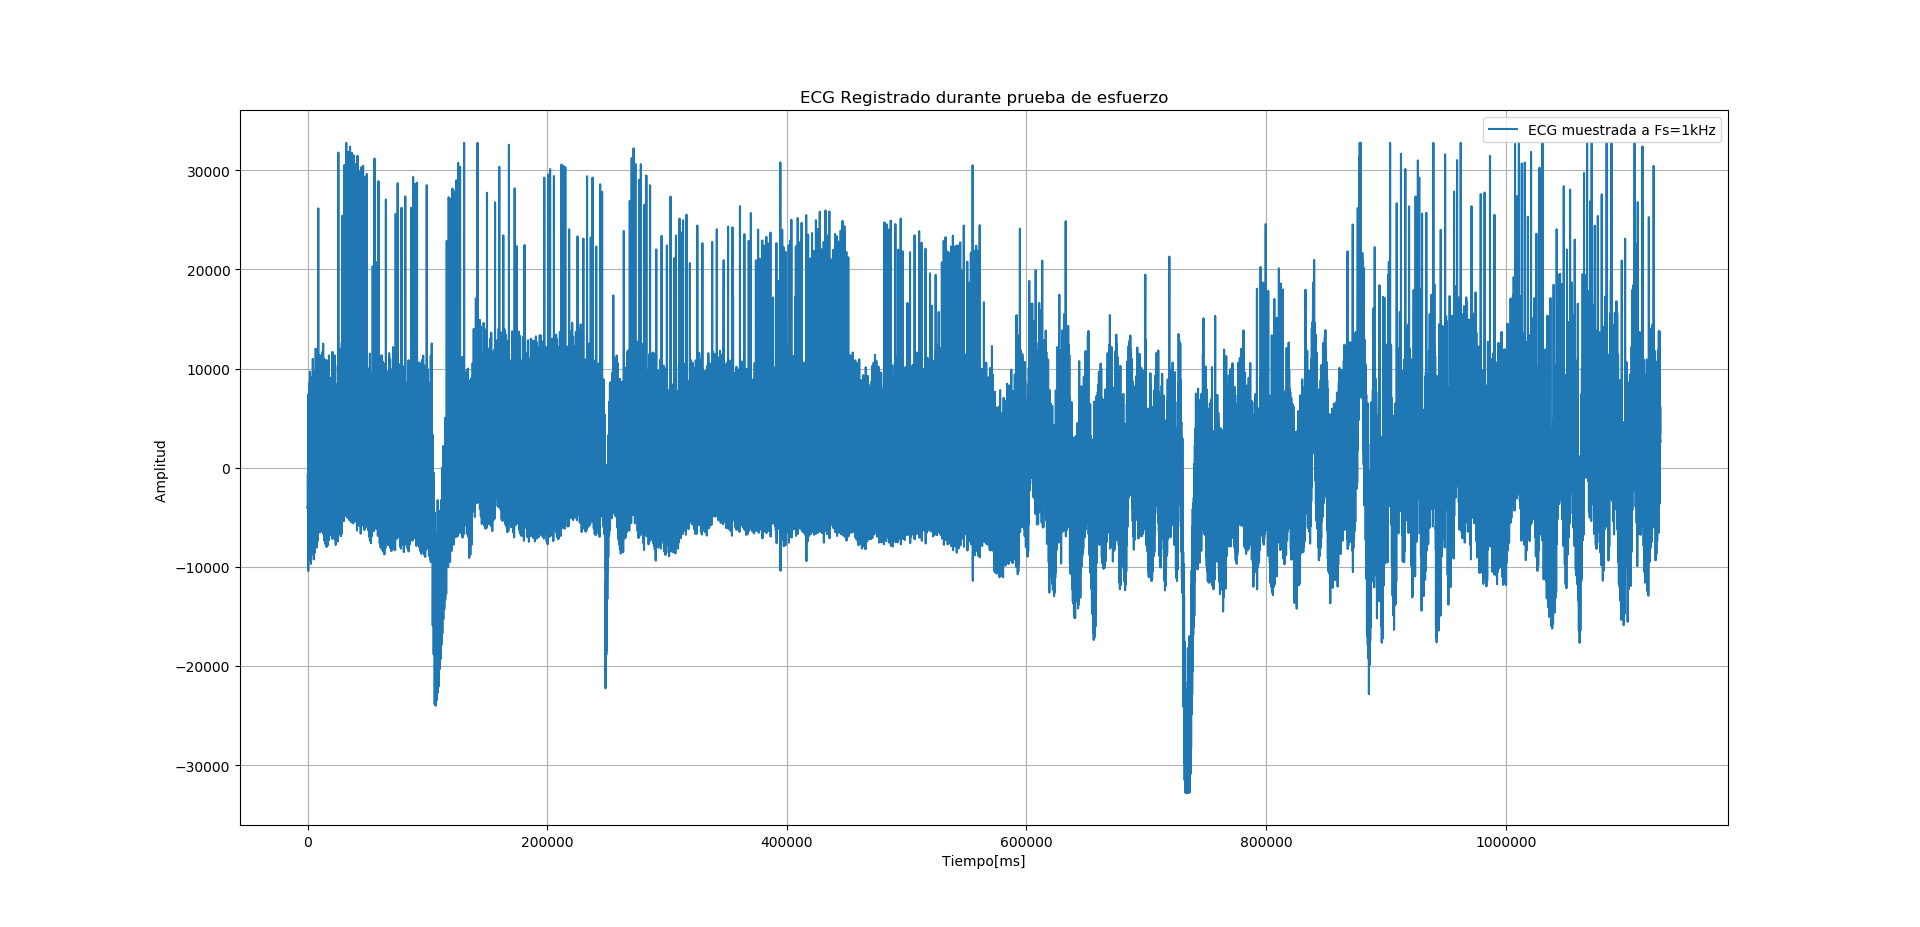 ECG Registrado durante prueba de esfuerzo
ECG muestrada a Fs=1kHz
30000
20000
10000
0
−10000
−20000
−30000
Amplitud
0 200000 400000 600000 800000 1000000
Tiempo[ms]